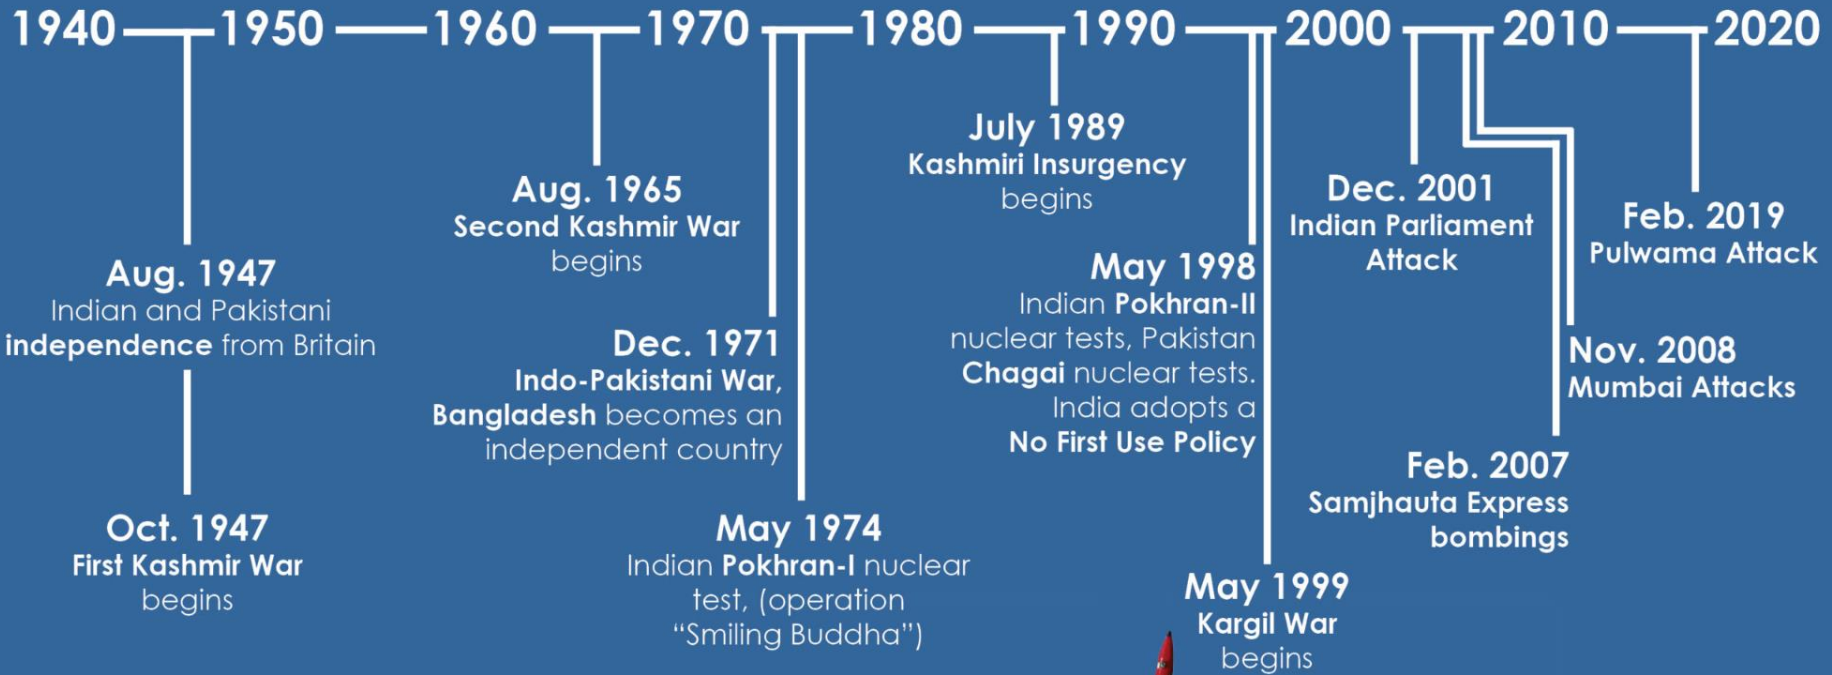 1940 1950 1960 1970 1980 1990 2000 2010 2020
Aug. 1947
Indian and Pakistani
independence from Britain
Oct. 1947
First Kashmir War
begins
Aug. 1965
Second Kashmir War
begins
Dec. 1971
Indo-Pakistani War,
Bangladesh becomes an
independent country
May 1974
Indian Pokhran-I nuclear
test, (operation
“Smiling Buddha”)
July 1989
Kashmiri Insurgency
begins
May 1998
Indian Pokhran-II
nuclear tests, Pakistan
Chagai nuclear tests.
India adopts a
No First Use Policy
May 1999
Kargil War
begins
Dec. 2001
Indian Parliament
Attack
Feb. 2007
Samjhauta Express
bombings
Nov. 2008
Mumbai Attacks
Feb. 2019
Pulwama Attack